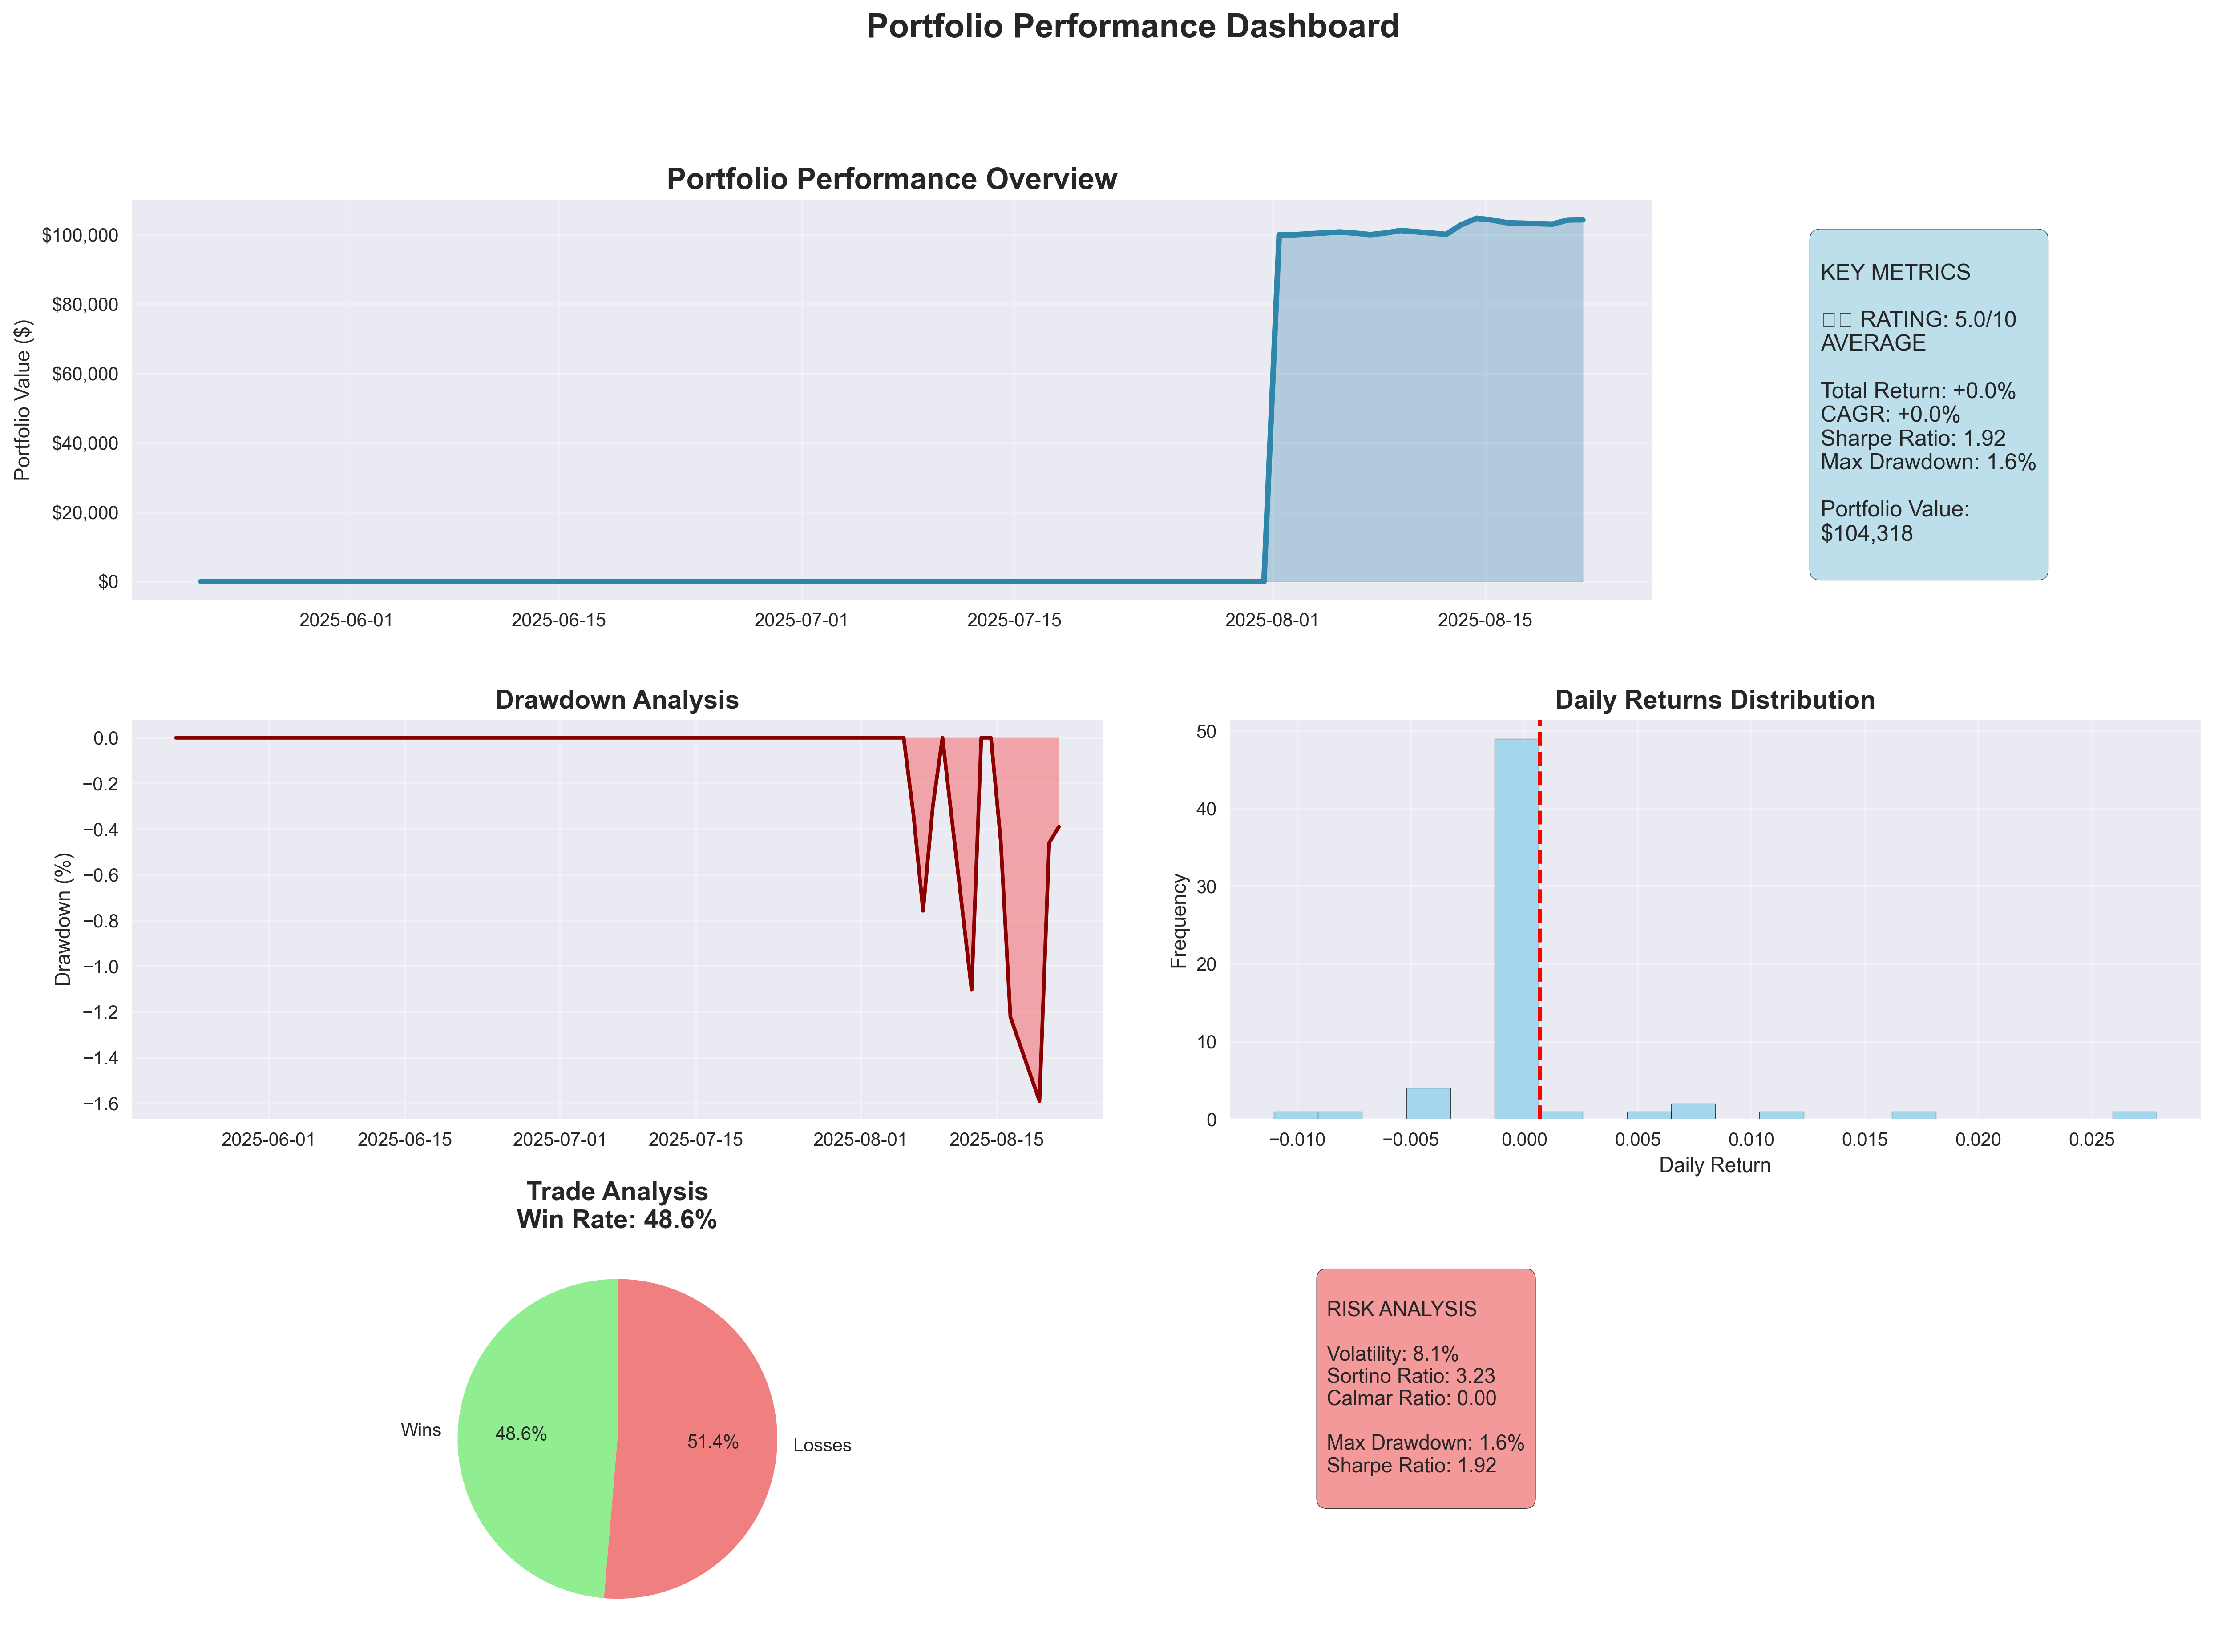 Portfolio Performance Dashboard
Portfolio Performance Overview
Portfolio Value ($)
$100,000
$80,000
$60,000
$40,000
$20,000
$0
2025-06-01
2025-06-15
2025-07-01
2025-07-15
2025-08-01
2025-08-15
KEY METRICS
RATING: 5.0/10
AVERAGE
Total Return: +0.0%
CAGR: +0.0%
Sharpe Ratio: 1.92
Max Drawdown: 1.6%
Portfolio Value:
$104,318
Drawdown Analysis
Drawdown (%)
0.0
−0.2
−0.4
−0.6
−0.8
−1.0
−1.2
−1.4
−1.6
2025-06-01
2025-06-15
2025-07-01
2025-07-15
2025-08-01
2025-08-15
Daily Returns Distribution
Frequency
50
40
30
20
10
0
−0.010
−0.005
0.000
0.005
0.010
0.015
0.020
0.025
Daily Return
Trade Analysis
Win Rate: 48.6%
Wins
48.6%
51.4%
Losses
RISK ANALYSIS
Volatility: 8.1%
Sortino Ratio: 3.23
Calmar Ratio: 0.00
Max Drawdown: 1.6%
Sharpe Ratio: 1.92